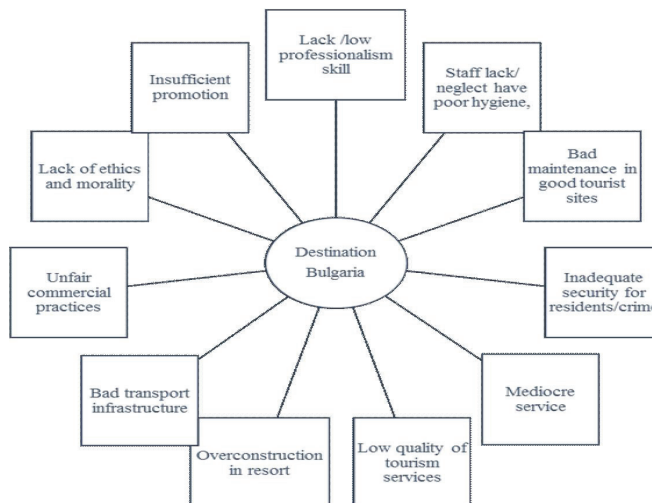 Lack /low
professionalism
skill
Staff lack/
neglect have
poor hygiene,
Bad
maintenance in
good tourist
sites
Inadequate
security for
residents/crime
Mediocre
service
Low quality of
tourism
services
Overconstruction
in resort
Bad transport
infrastructure
Unfair
commercial
practices
Lack of ethics
and morality
Insufficient
promotion
Destination
Bulgaria